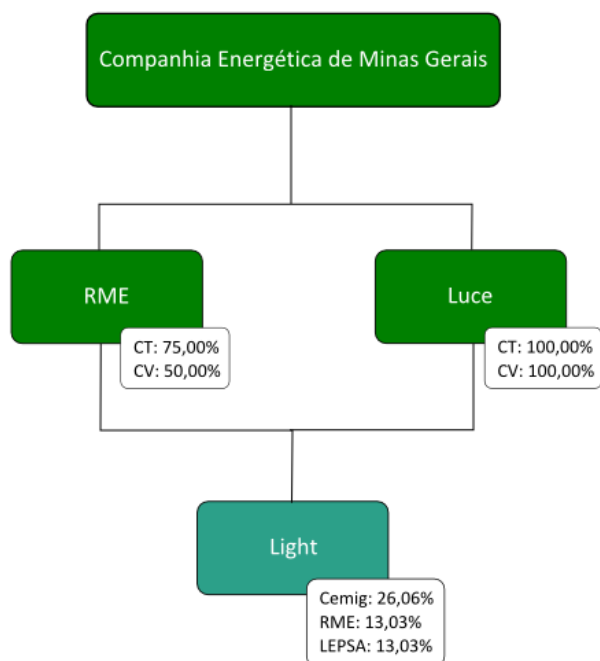 Companhia Energética de Minas Gerais
RME
Luce
CT: 75,00%
CV: 50,00%
CT: 100,00%
CV: 100,00%
Light
Cemig: 26,06%
RME: 13,03%
LEPSA: 13,03%